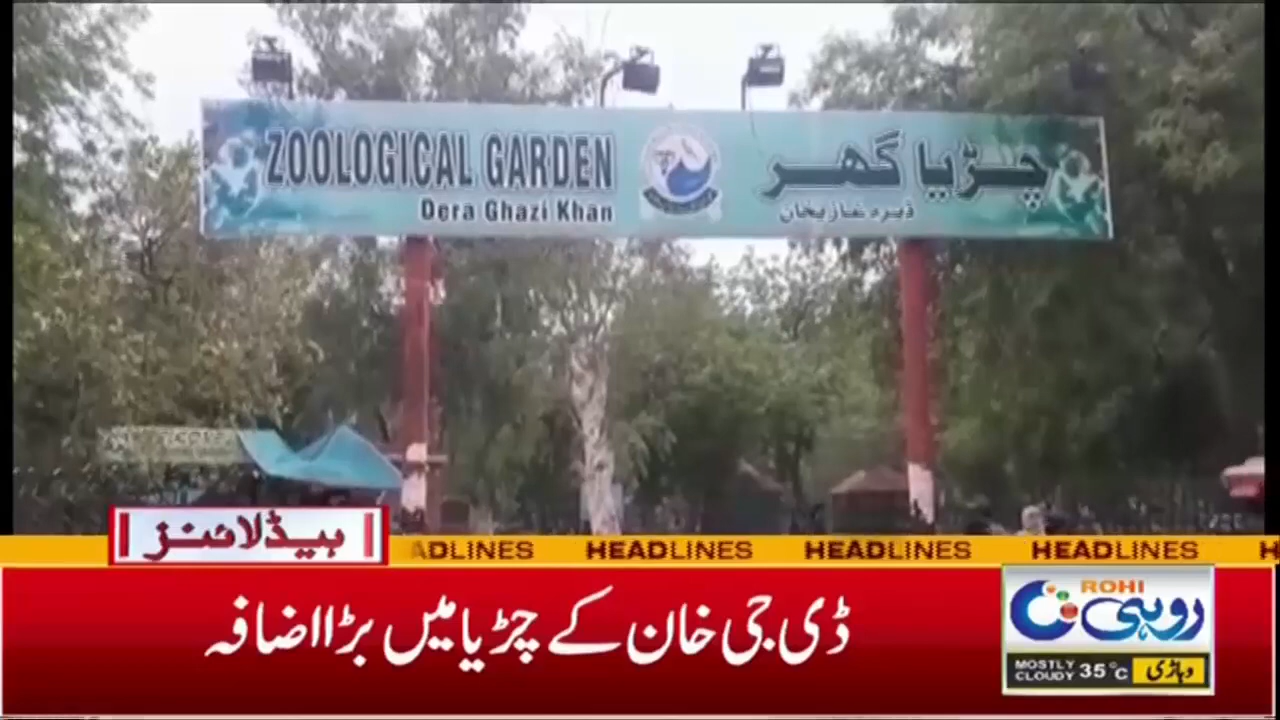 ZOOLOGICAL GARDEN
چڑیا گھر
Dera Ghazi Khan
ڈیرہ غازیخان
ہیڈلائنز
ADLINES HEADLINES HEADLINES HEADLINES H
ڈی جی خان کے چڑیا میں بڑا اضافہ
ROHI
روہی
MOSTLY CLOUDY 35°C
وہاڑی